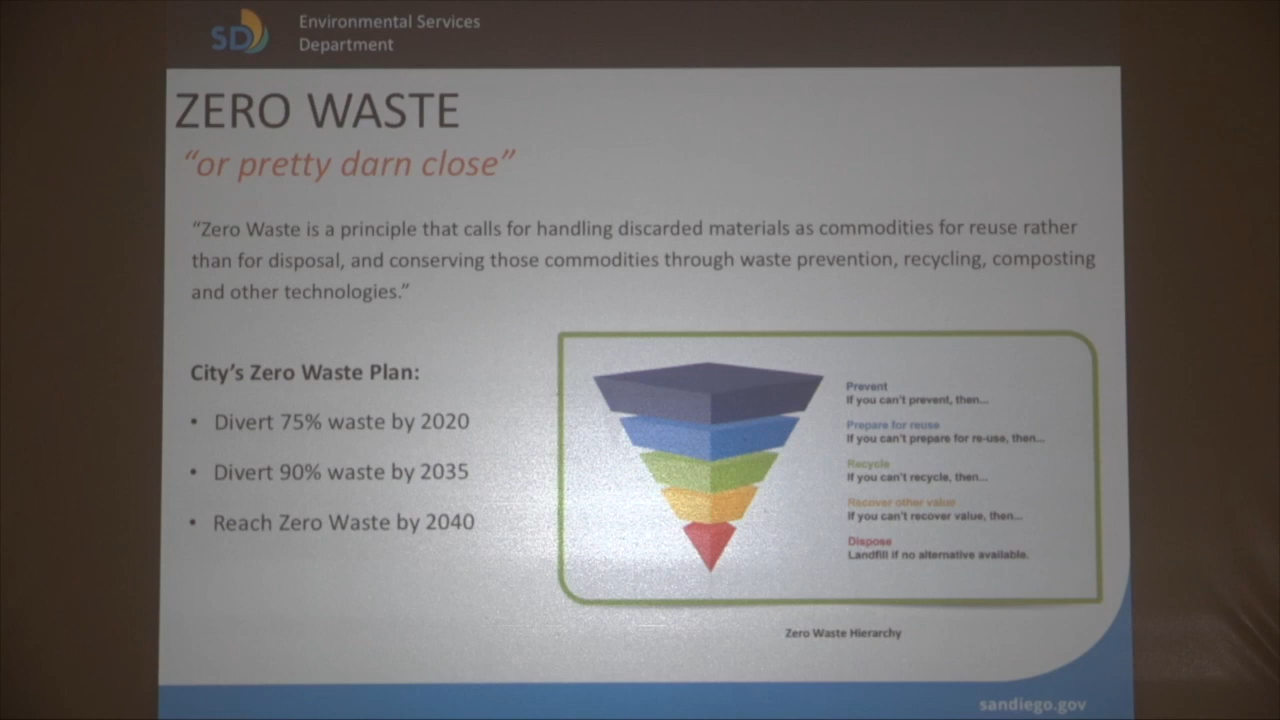 SD
Environmental Services
Department
ZERO WASTE
“or pretty darn close”
“Zero Waste is a principle that calls for handling discarded materials as commodities for reuse rather
than for disposal, and conserving those commodities through waste prevention, recycling, composting
and other technologies.”
City’s Zero Waste Plan:
• Divert 75% waste by 2020
• Divert 90% waste by 2035
• Reach Zero Waste by 2040
Prevent
If you can't prevent, then...
Prepare for reuse
If you can't prepare for re-use, then...
Recycle
If you can't recycle, then...
Recover other value
If you can't recover value, then...
Dispose
Landfill if no alternative available.
Zero Waste Hierarchy
sandiego.gov